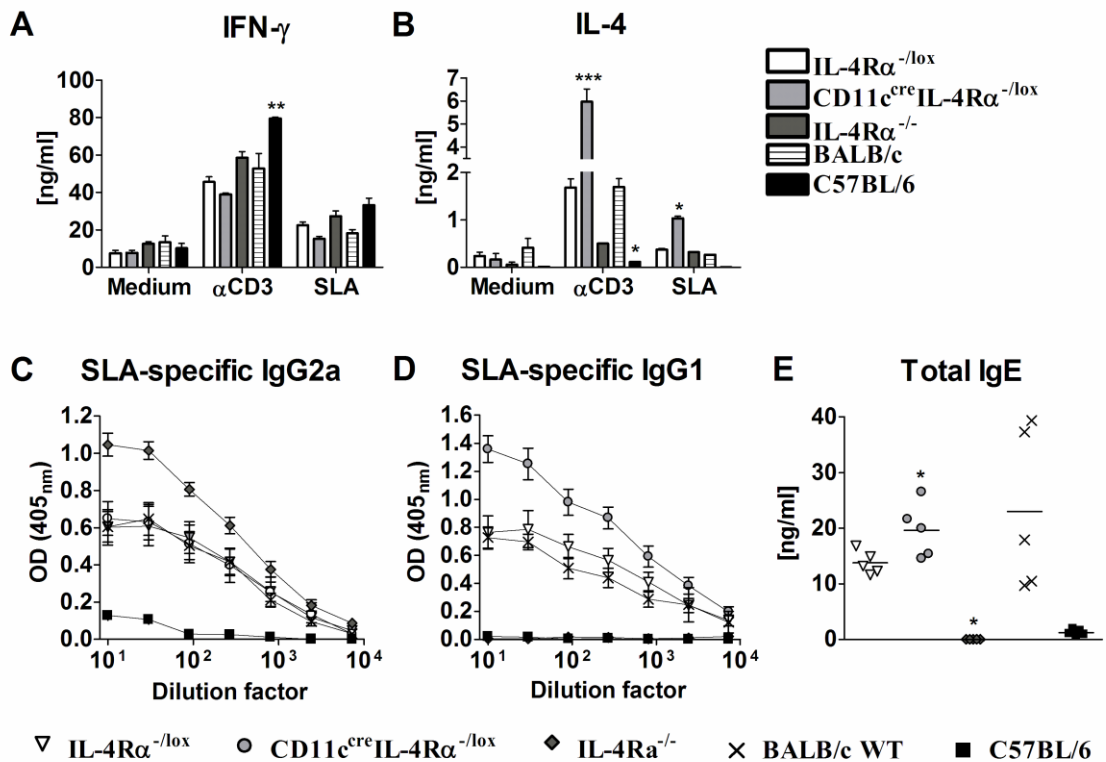 A
IFN-γ
[ng/ml]
100
80
60
40
20
0
**
Medium
αCD3
SLA
B
IL-4
[ng/ml]
7
6
5
4
3
2
1
0
***
*
*
Medium
αCD3
SLA
IL-4Rα-/lox
CD11ccreIL-4Rα-/lox
IL-4Rα-/-
BALB/c
C57BL/6
C
SLA-specific IgG2a
OD (405nm)
1.2
1.0
0.8
0.6
0.4
0.2
0.0
10¹ 10² 10³ 10⁴
Dilution factor
D
SLA-specific IgG1
OD (405nm)
1.6
1.4
1.2
1.0
0.8
0.6
0.4
0.2
0.0
10¹ 10² 10³ 10⁴
Dilution factor
E
Total IgE
[ng/ml]
40
30
20
10
0
*
*
IL-4Rα-/lox
CD11ccreIL-4Rα-/lox
IL-4Ra-/-
BALB/c WT
C57BL/6